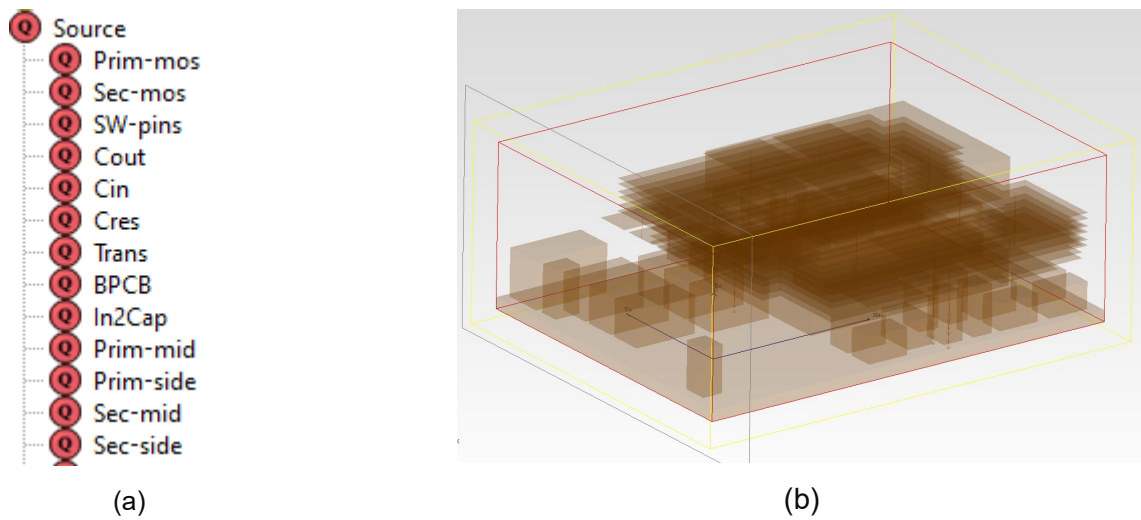 Source
Prim-mos
Sec-mos
SW-pins
Cout
Cin
Cres
Trans
BPCB
In2Cap
Prim-mid
Prim-side
Sec-mid
Sec-side
(a)
(b)